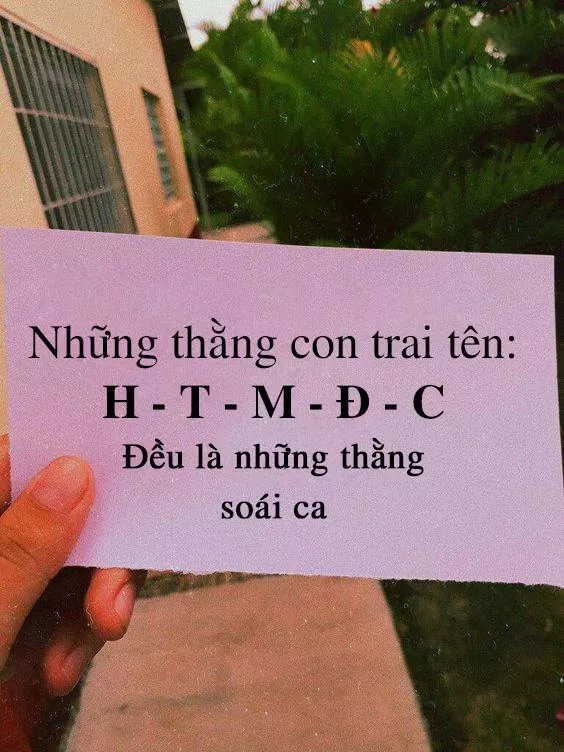 Những thằng con trai tên:
H - T - M - Đ - C
Đều là những thằng
soái ca